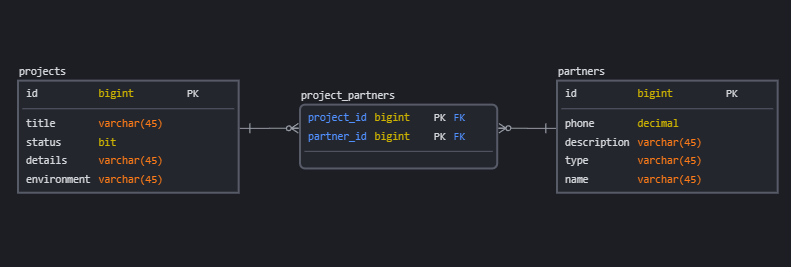 projects
id bigint PK
title varchar(45)
status bit
details varchar(45)
environment varchar(45)
project_partners
project_id bigint PK FK
partner_id bigint PK FK
partners
id bigint PK
phone decimal
description varchar(45)
type varchar(45)
name varchar(45)